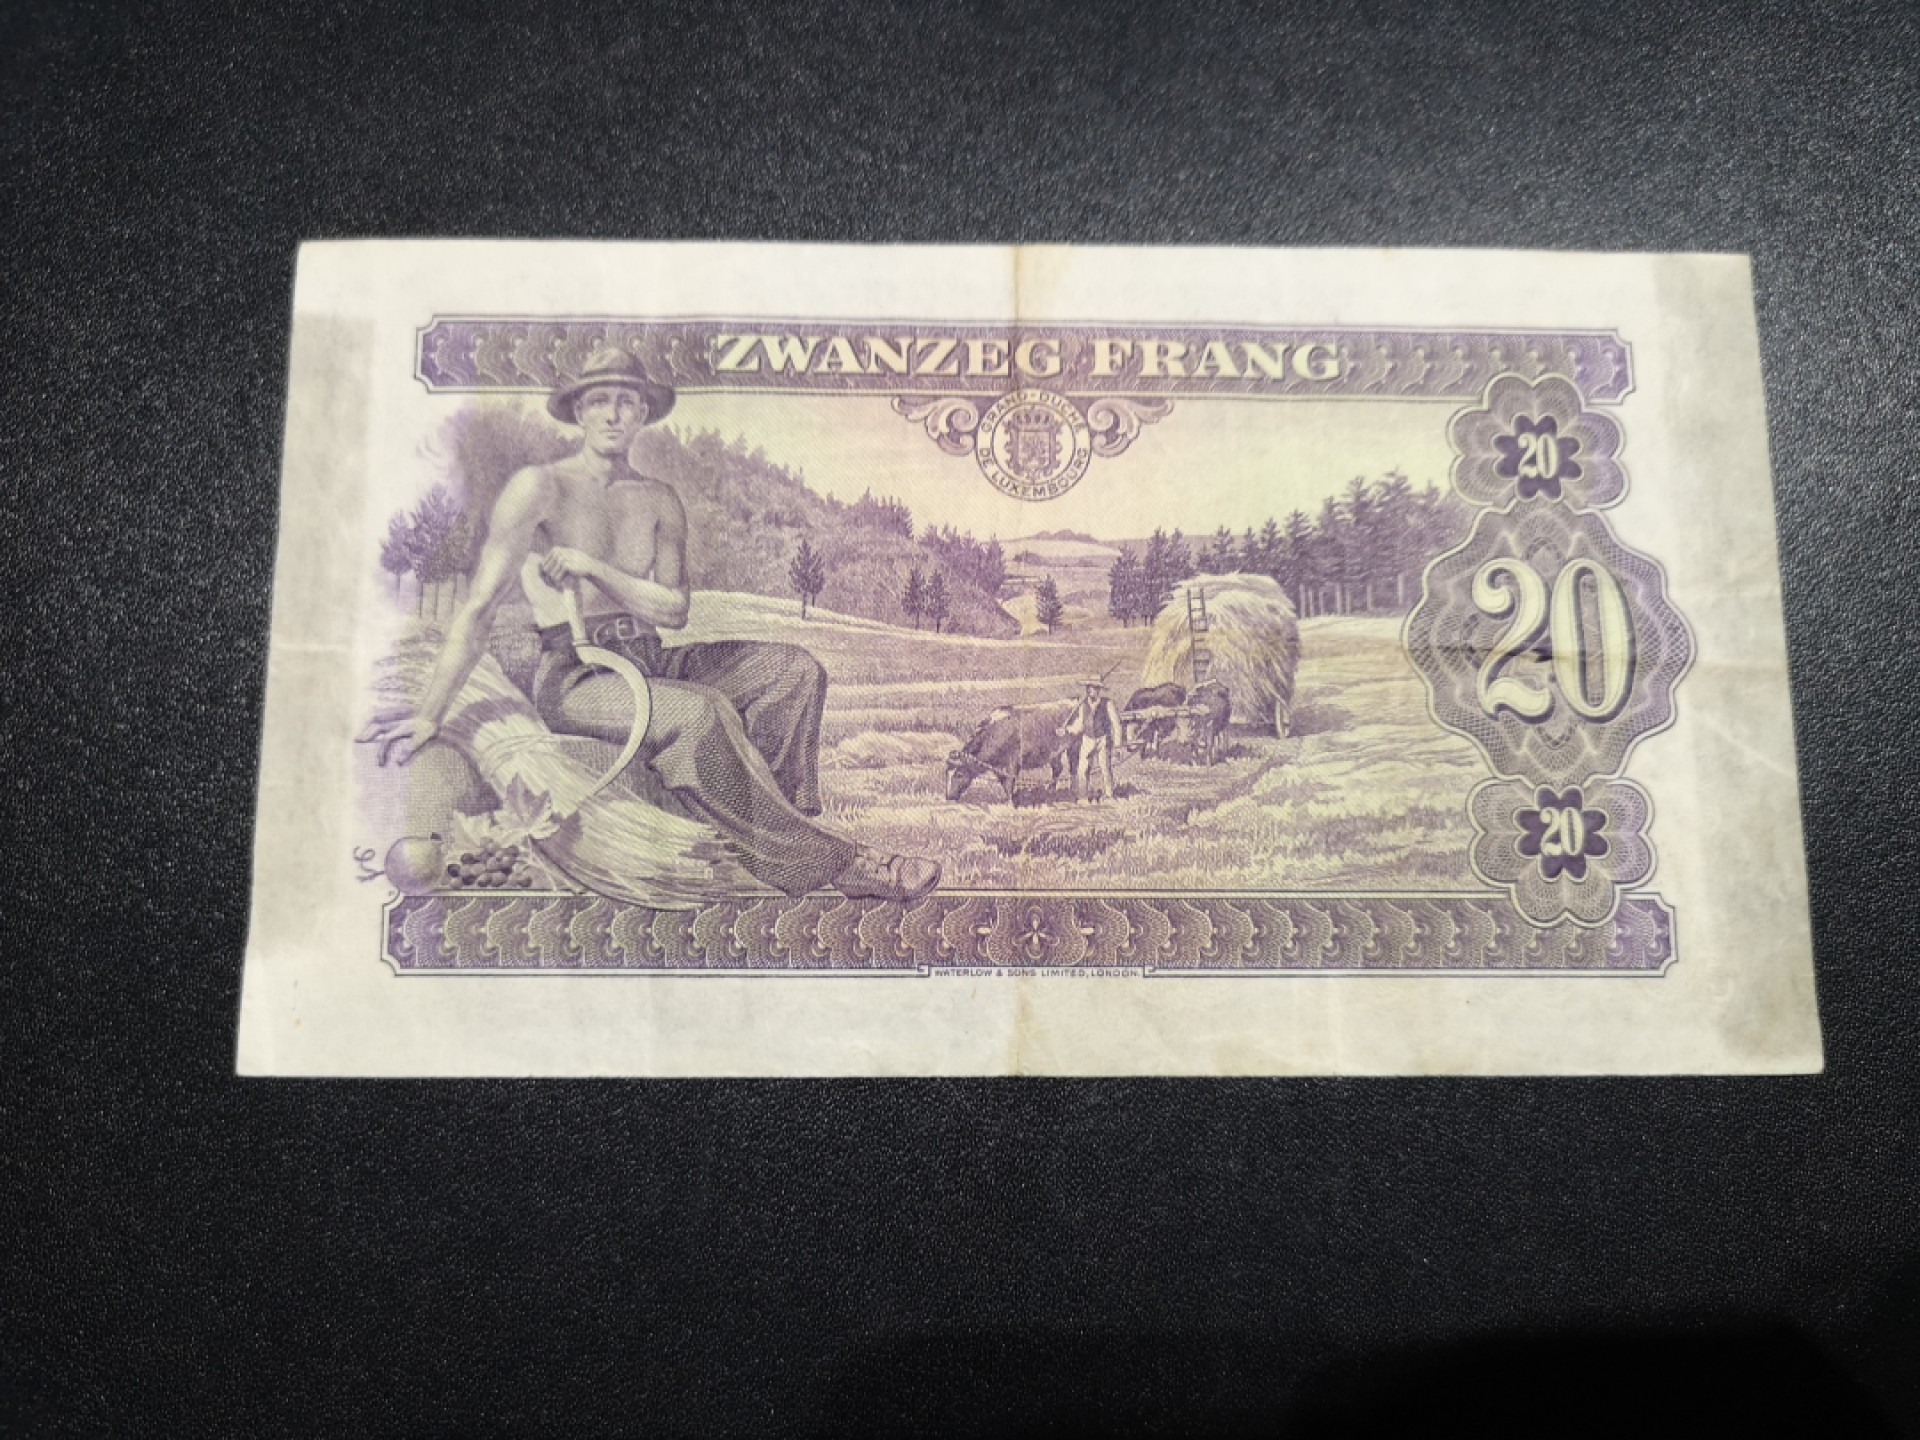 ZWANZEG FRANG
GRAND-DUCHÉ
DE LUXEMBOURG
20
20
20
WATERLOW & SONS LIMITED, LONDON.